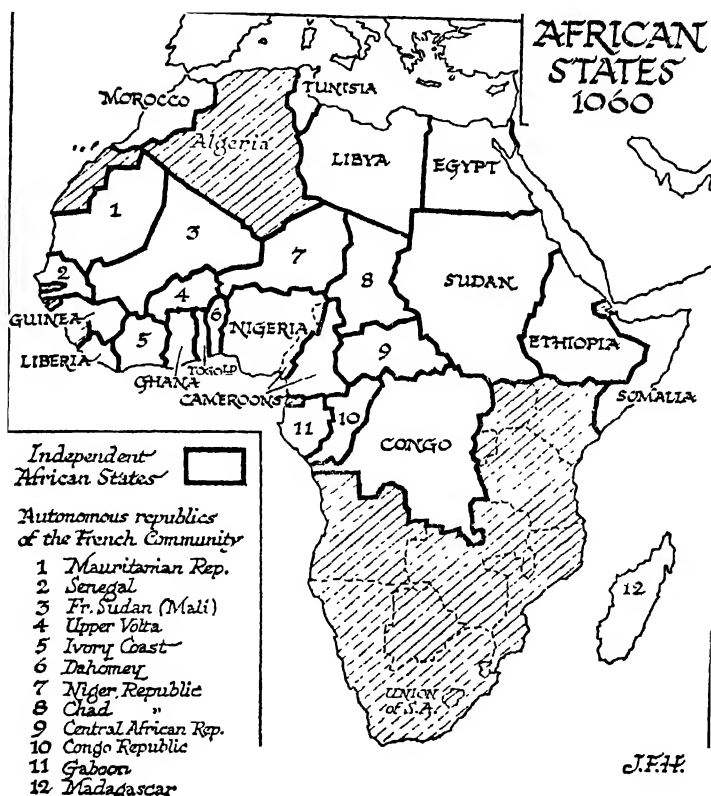 AFRICAN
STATES
1960
MOROCCO
TUNISIA
Algeria
LIBYA
EGYPT
1
3
7
8
SUDAN
2
4
6
NIGERIA
GUINEA
5
ETHIOPIA
LIBERIA
GHANA
TOGOLD
9
CAMEROONS
SOMALIA
11
10
CONGO
12
UNION
of S.A.
Independent
African States
Autonomous republics
of the French Community
1 Mauritanian Rep.
2 Senegal
3 Fr. Sudan (Mali)
4 Upper Volta
5 Ivory Coast
6 Dahomey
7 Niger Republic
8 Chad "
9 Central African Rep.
10 Congo Republic
11 Gaboon
12 Madagascar
J.F.H.